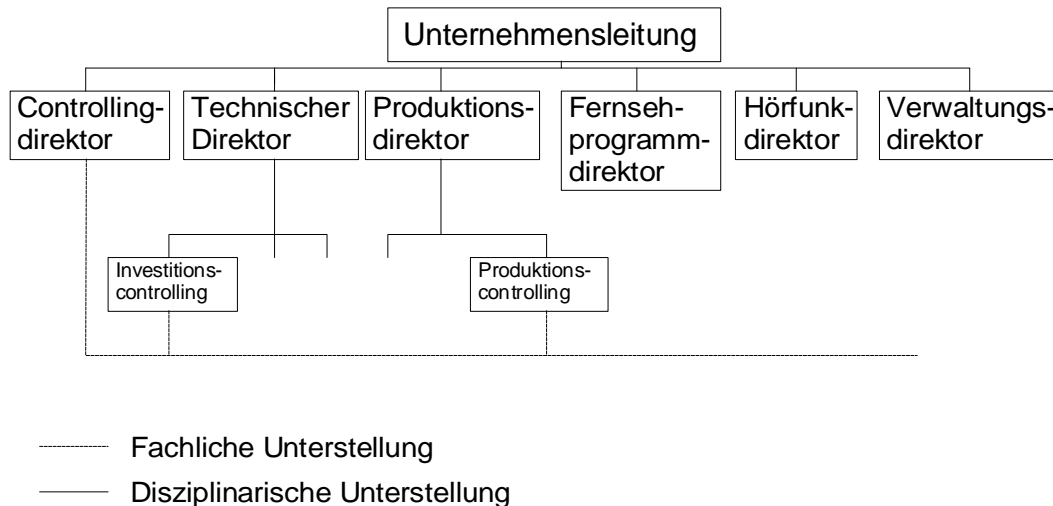 Unternehmensleitung
Controlling-
direktor
Technischer
Direktor
Produktions-
direktor
Fernseh-
programm-
direktor
Hörfunk-
direktor
Verwaltungs-
direktor
Investitions-
controlling
Produktions-
controlling
Fachliche Unterstellung
Disziplinarische Unterstellung